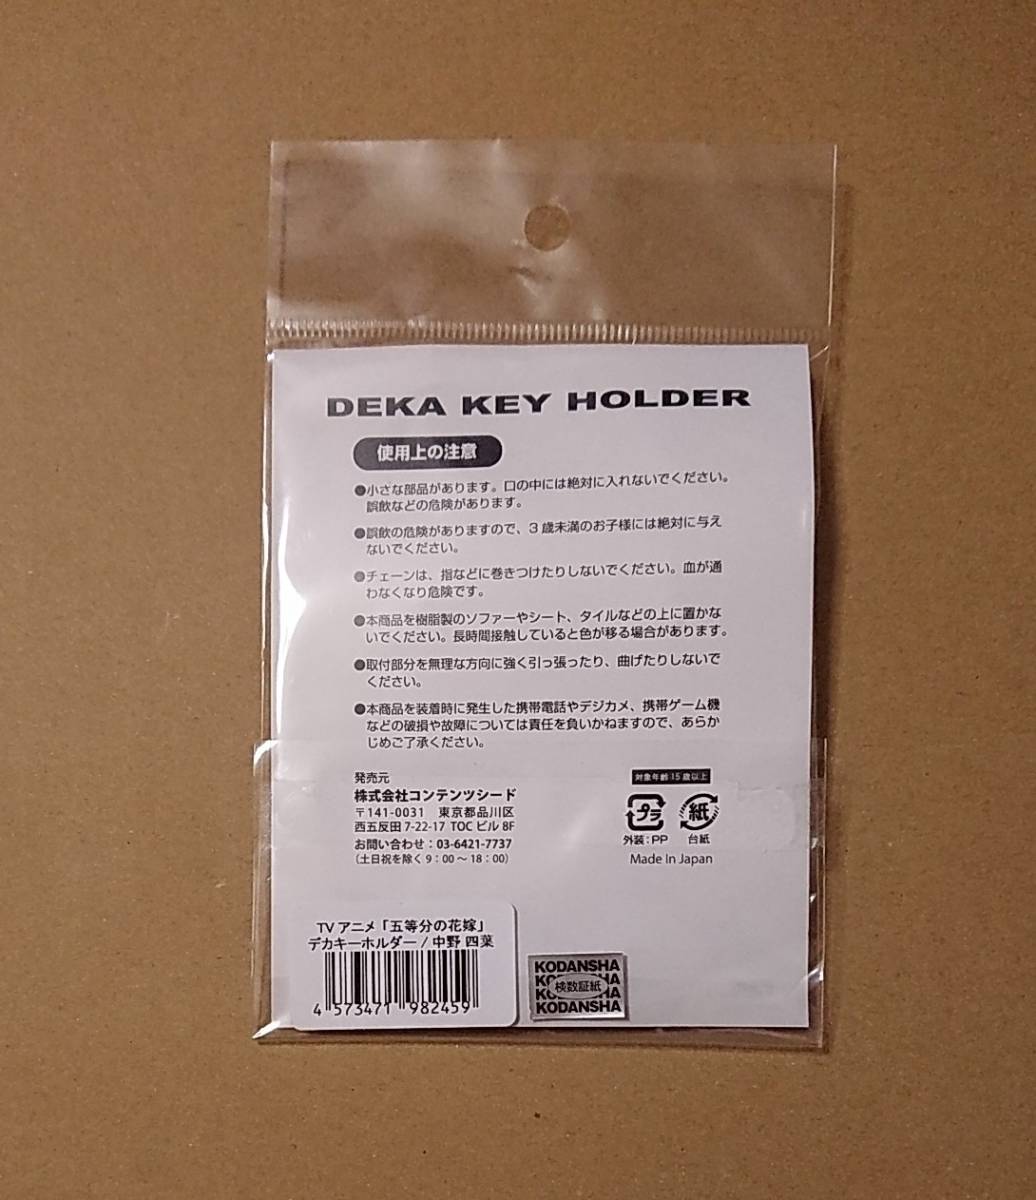 DEKA KEY HOLDER
使用上の注意
●小さな部品があります。口の中には絶対に入れないでください。
誤飲などの危険があります。
●誤飲の危険がありますので、3歳未満のお子様には絶対に与え
ないでください。
●チェーンは、指などに巻きつけたりしないでください。血が通
わなくなり危険です。
●本商品を樹脂製のソファーやシート、タイルなどの上に置かな
いでください。長時間接触していると色が移る場合があります。
●取付部分を無理な方向に強く引っ張ったり、曲げたりしないで
ください。
●本商品を装着時に発生した携帯電話やデジカメ、携帯ゲーム機
などの破損や故障については責任を負いかねますので、あらか
じめご了承ください。
発売元
株式会社コンテンツシード
〒141-0031 東京都品川区
西五反田 7-22-17 TOC ビル 8F
お問い合わせ：03-6421-7737
（土日祝を除く 9：00～18：00）
対象年齢 15歳以上
プラ
紙
外装：PP
台紙
Made In Japan
TV アニメ「五等分の花嫁」
デカキーホルダー / 中野 四葉
4 573471 982459
KODANSHA
KODANSHA
検数証紙
KODANSHA
KODANSHA